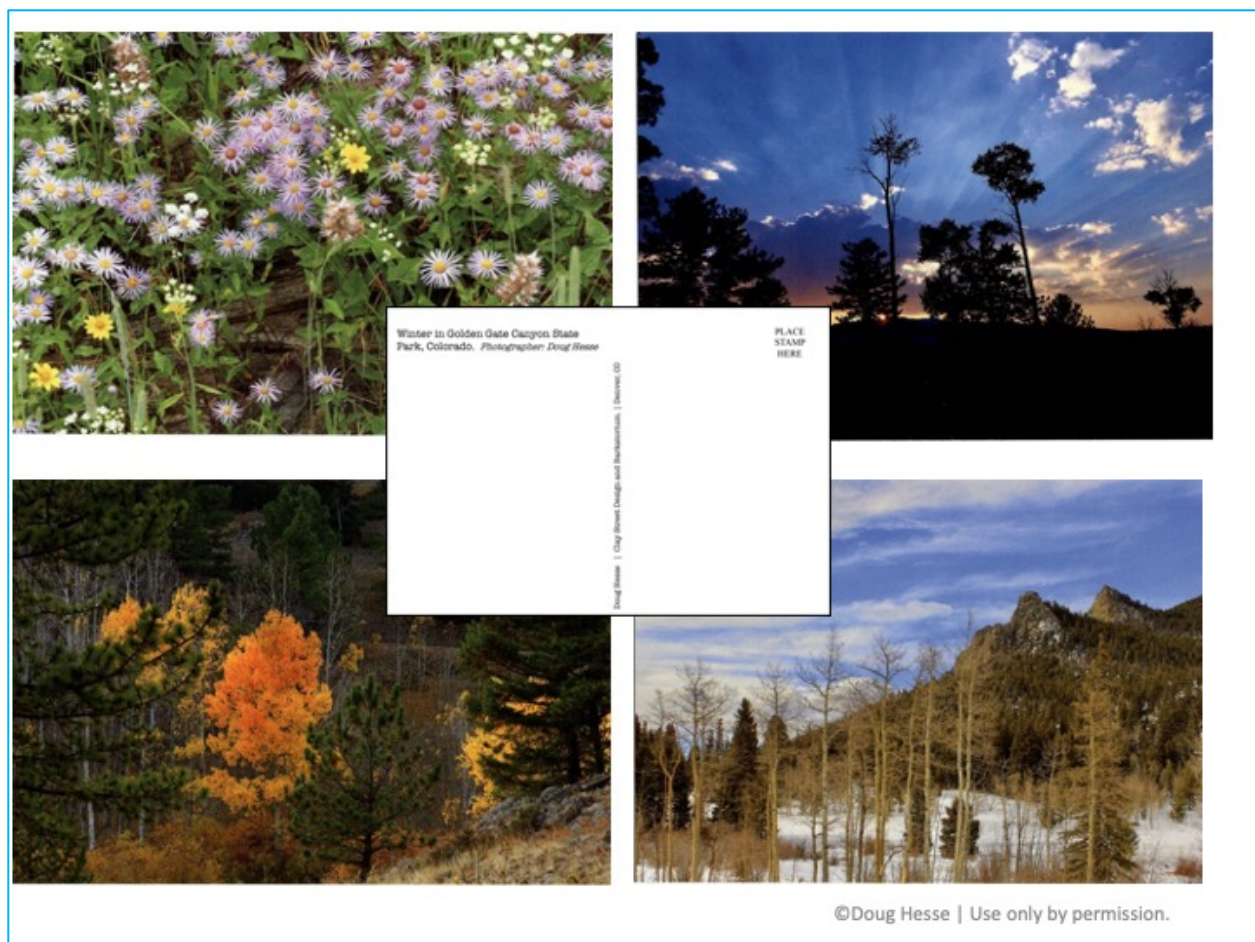 Winter in Golden Gate Canyon State
Park, Colorado. Photographer: Doug Hesse
PLACE
STAMP
HERE
Doug Hesse | Clay Street Design and Barkatorium. | Denver, CO
©Doug Hesse | Use only by permission.